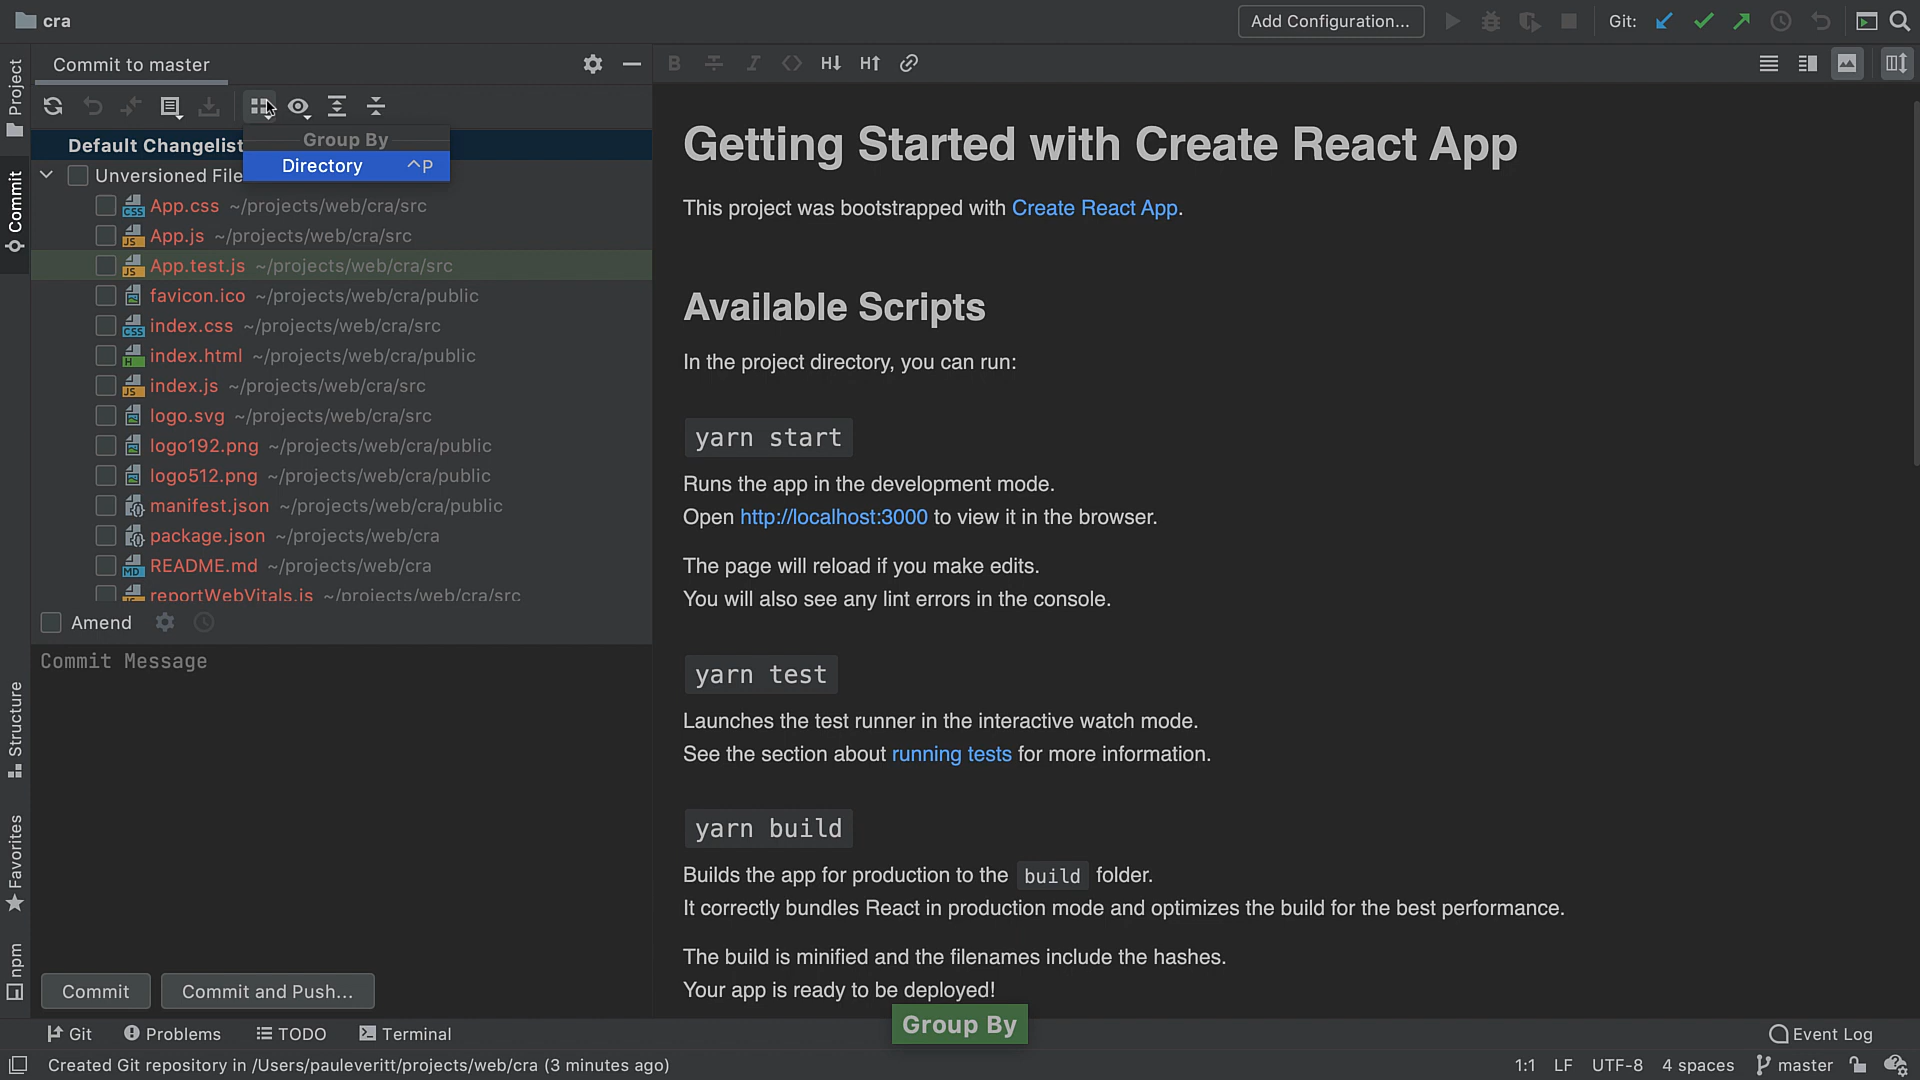 cra
Add Configuration...
Git:
Project
Commit
Structure
Favorites
npm
Commit to master
Group By
Directory ⌃P
Default Changelist
Unversioned File
App.css ~/projects/web/cra/src
App.js ~/projects/web/cra/src
App.test.js ~/projects/web/cra/src
favicon.ico ~/projects/web/cra/public
index.css ~/projects/web/cra/src
index.html ~/projects/web/cra/public
index.js ~/projects/web/cra/src
logo.svg ~/projects/web/cra/src
logo192.png ~/projects/web/cra/public
logo512.png ~/projects/web/cra/public
manifest.json ~/projects/web/cra/public
package.json ~/projects/web/cra
README.md ~/projects/web/cra
reportWebVitals.js ~/projects/web/cra/src
Amend
Commit Message
Commit
Commit and Push...
B I H↓ H↑
Getting Started with Create React App
This project was bootstrapped with Create React App.
Available Scripts
In the project directory, you can run:
yarn start
Runs the app in the development mode.
Open http://localhost:3000 to view it in the browser.
The page will reload if you make edits.
You will also see any lint errors in the console.
yarn test
Launches the test runner in the interactive watch mode.
See the section about running tests for more information.
yarn build
Builds the app for production to the build folder.
It correctly bundles React in production mode and optimizes the build for the best performance.
The build is minified and the filenames include the hashes.
Your app is ready to be deployed!
Group By
Git
Problems
TODO
Terminal
Event Log
Created Git repository in /Users/pauleveritt/projects/web/cra (3 minutes ago)
1:1 LF UTF-8 4 spaces master